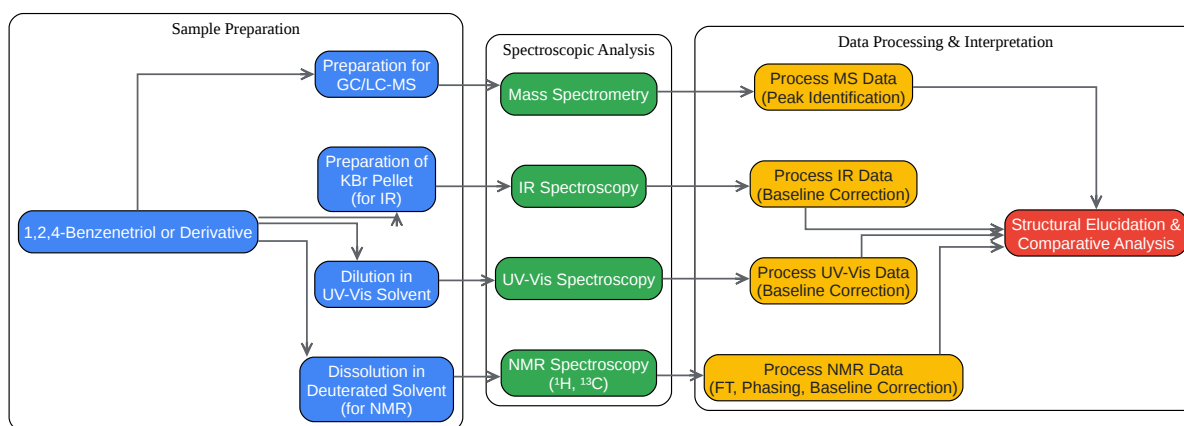 Sample Preparation
Spectroscopic Analysis
Data Processing & Interpretation
Preparation for
GC/LC-MS
Mass Spectrometry
Process MS Data
(Peak Identification)
Preparation of
KBr Pellet
(for IR)
IR Spectroscopy
Process IR Data
(Baseline Correction)
1,2,4-Benzenetriol or Derivative
Structural Elucidation &
Comparative Analysis
Dilution in
UV-Vis Solvent
UV-Vis Spectroscopy
Process UV-Vis Data
(Baseline Correction)
Dissolution in
Deuterated Solvent
(for NMR)
NMR Spectroscopy
(¹H, ¹³C)
Process NMR Data
(FT, Phasing, Baseline Correction)